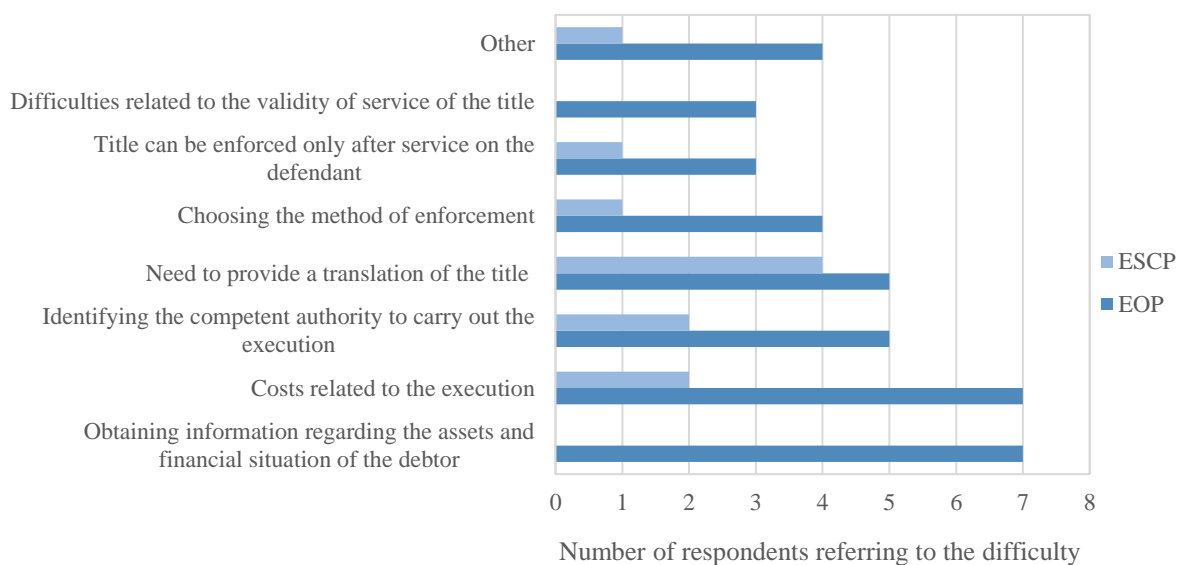 Other
Difficulties related to the validity of service of the title
Title can be enforced only after service on the
defendant
Choosing the method of enforcement
Need to provide a translation of the title
Identifying the competent authority to carry out the
execution
Costs related to the execution
Obtaining information regarding the assets and
financial situation of the debtor
ESCP
EOP
0 1 2 3 4 5 6 7 8
Number of respondents referring to the difficulty